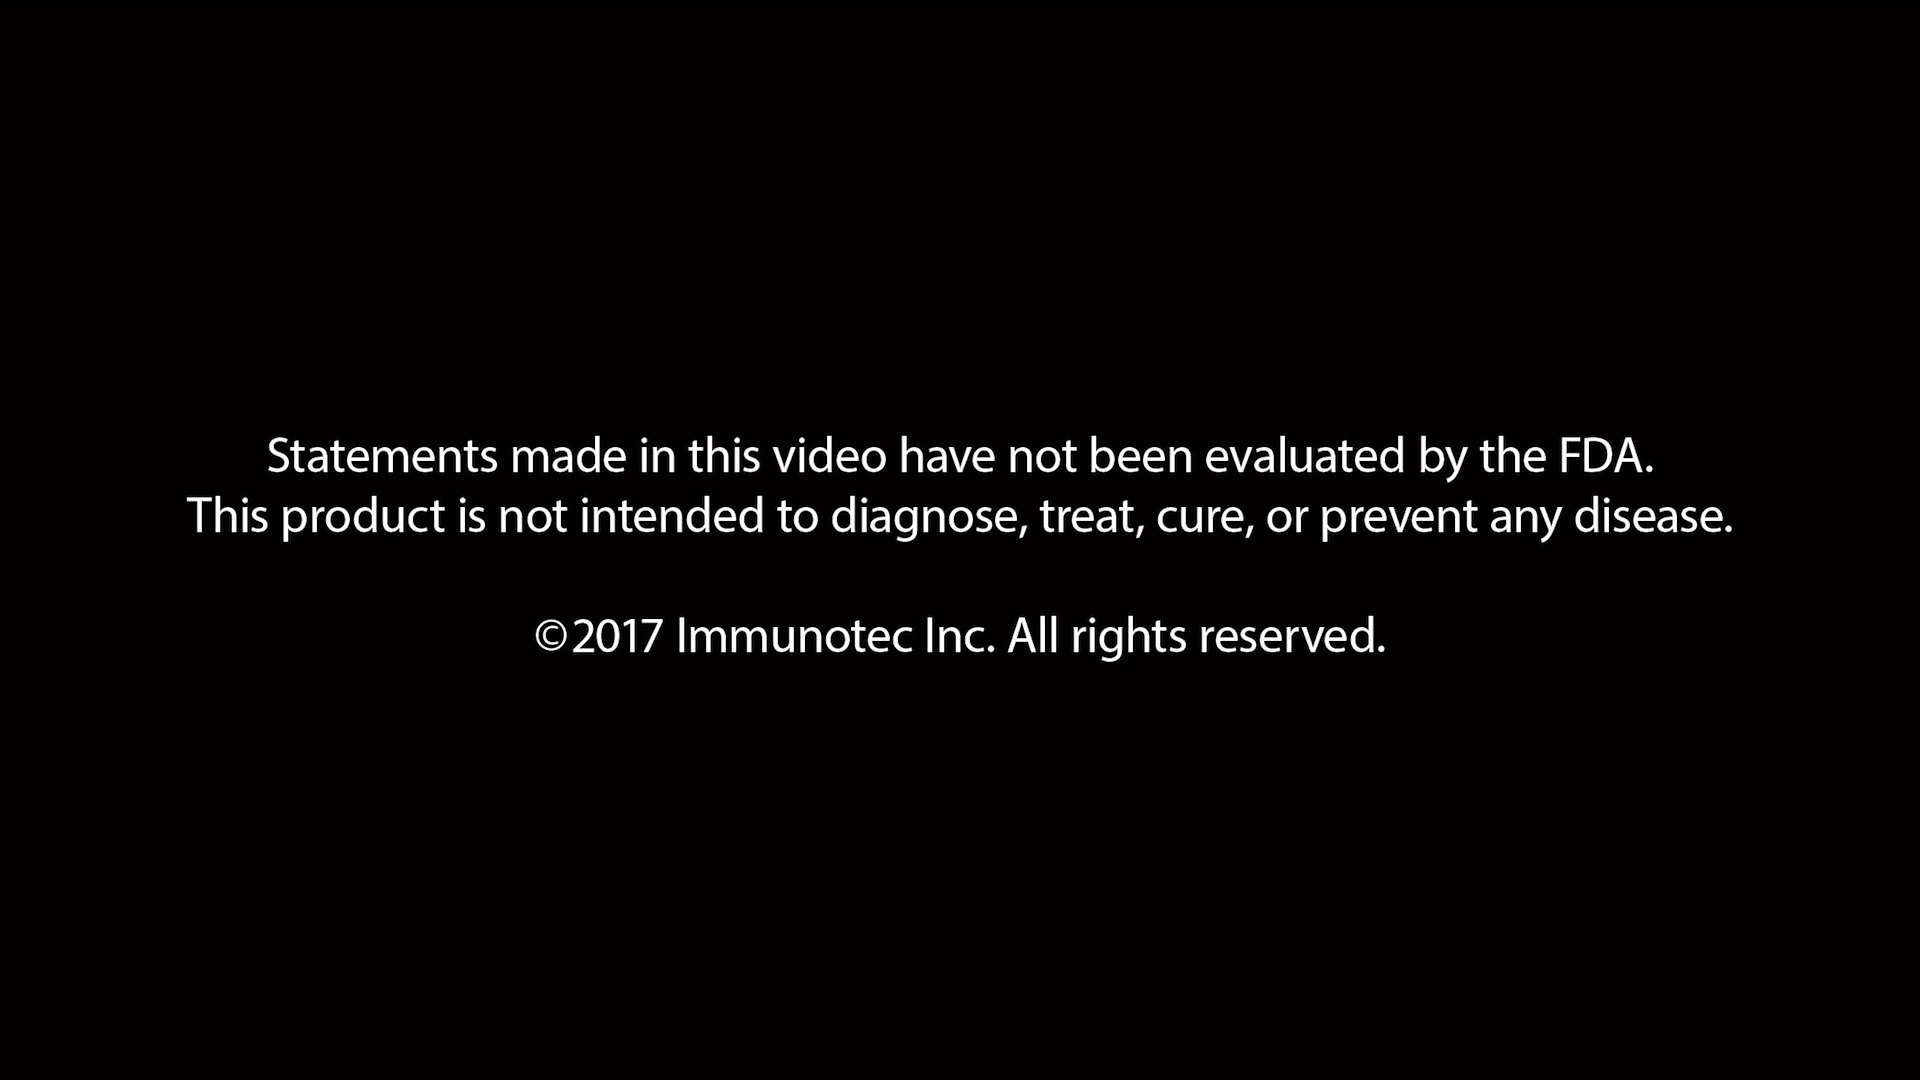 Statements made in this video have not been evaluated by the FDA.
This product is not intended to diagnose, treat, cure, or prevent any disease.
©2017 Immunotec Inc. All rights reserved.